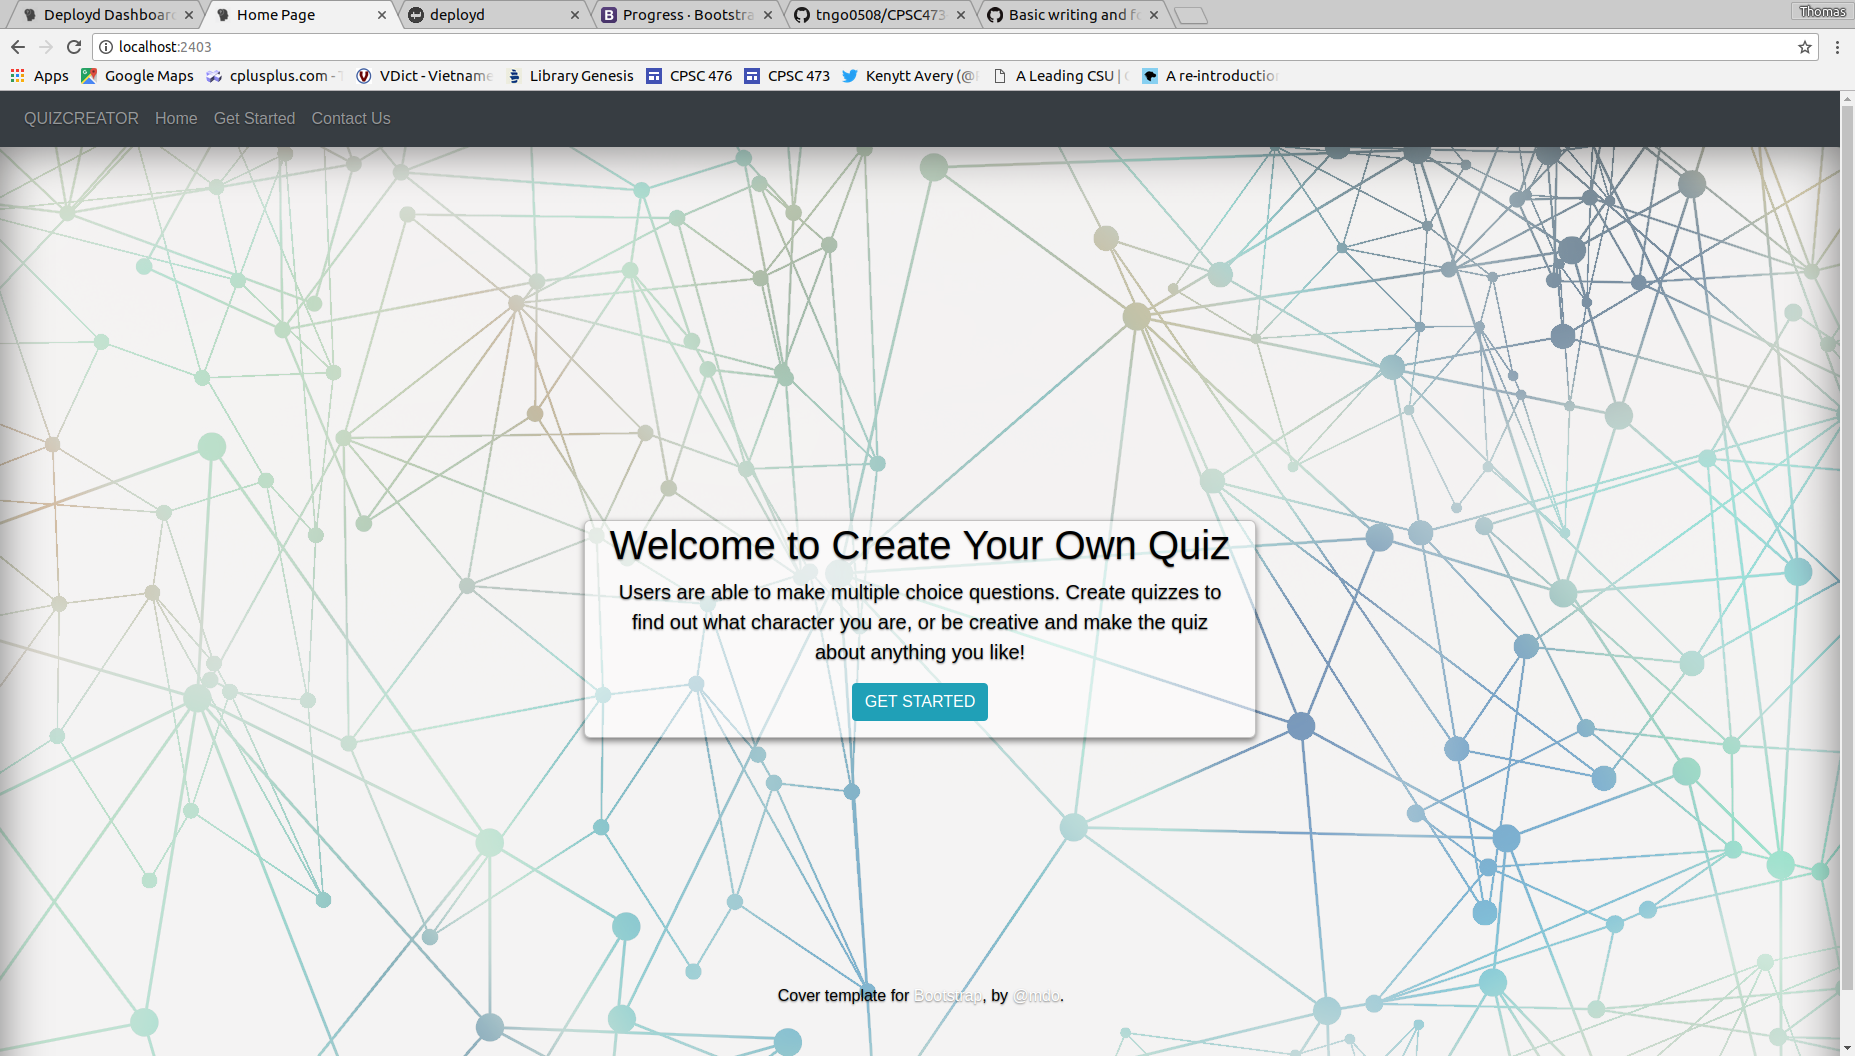 Deployd Dashboar
Home Page
deployd
Progress · Bootstra
tngo0508/CPSC473
Basic writing and fo
Thomas
localhost:2403
Apps
Google Maps
cplusplus.com -
VDict - Vietname
Library Genesis
CPSC 476
CPSC 473
Kenytt Avery (@
A Leading CSU |
A re-introductio
QUIZCREATOR Home Get Started Contact Us
Welcome to Create Your Own Quiz
Users are able to make multiple choice questions. Create quizzes to
find out what character you are, or be creative and make the quiz
about anything you like!
GET STARTED
Cover template for Bootstrap, by @mdo.